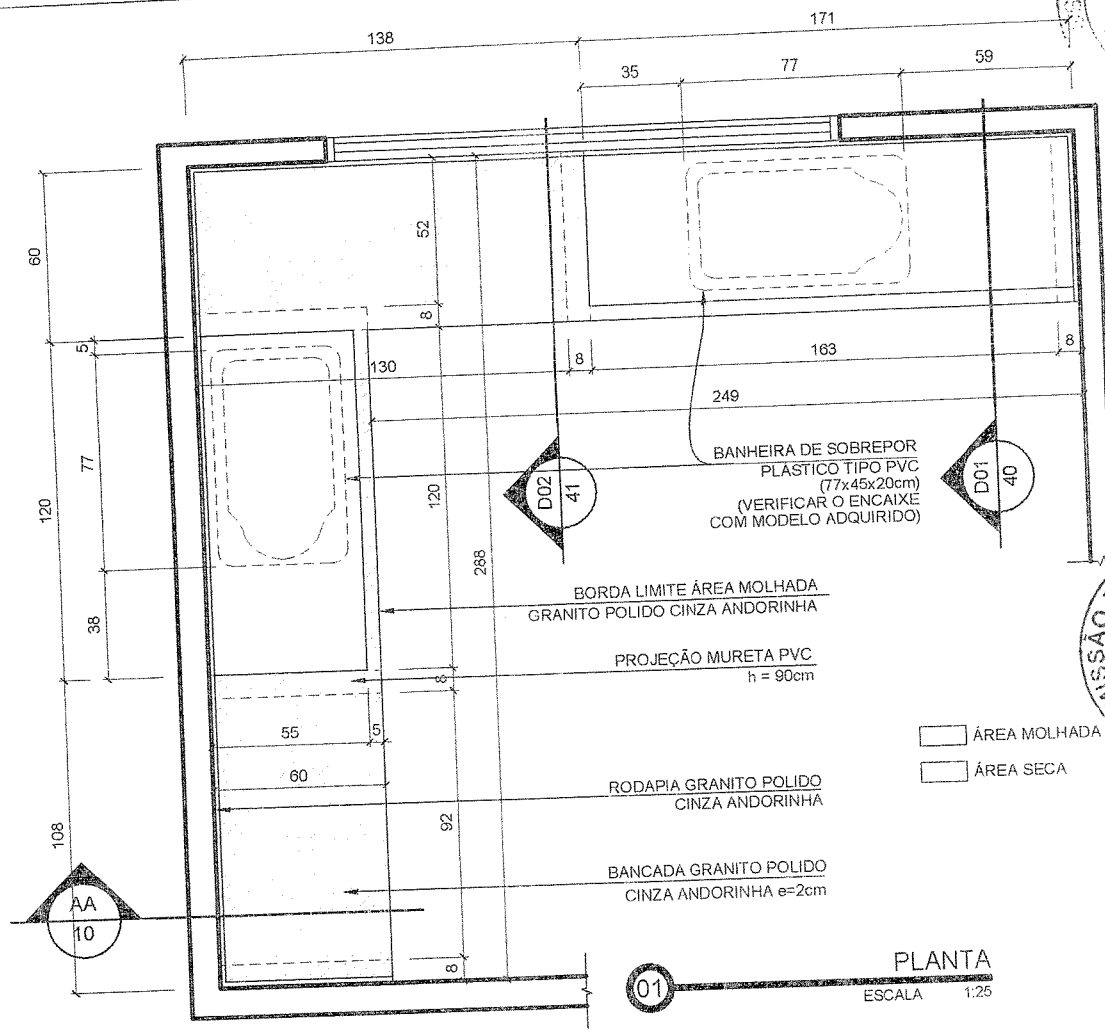 138
171
35
77
59
60
52
8
5
130
8
163
8
249
77
120
120
288
38
BANHEIRA DE SOBREPOR
PLÁSTICO TIPO PVC
(77x45x20cm)
(VERIFICAR O ENCAIXE
COM MODELO ADQUIRIDO)
D02
41
D01
40
BORDA LIMITE ÁREA MOLHADA
GRANITO POLIDO CINZA ANDORINHA
PROJEÇÃO MURETA PVC
h = 90cm
8
55
5
60
ÁREA MOLHADA
ÁREA SECA
RODAPIA GRANITO POLIDO
CINZA ANDORINHA
92
108
BANCADA GRANITO POLIDO
CINZA ANDORINHA e=2cm
AA
10
8
01
PLANTA
ESCALA 1:25